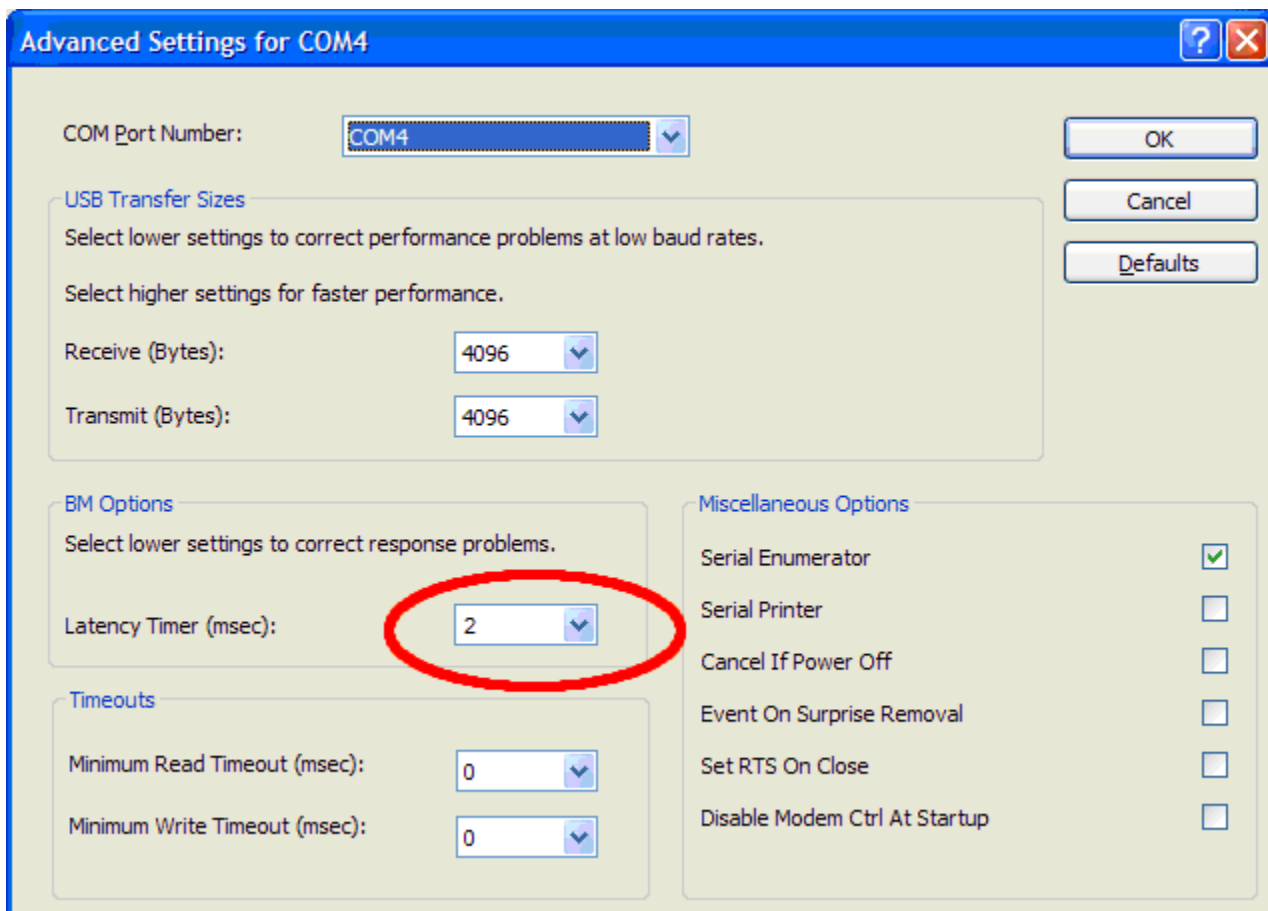 Advanced Settings for COM4
COM Port Number: COM4
OK
USB Transfer Sizes
Cancel
Select lower settings to correct performance problems at low baud rates.
Defaults
Select higher settings for faster performance.
Receive (Bytes): 4096
Transmit (Bytes): 4096
BM Options
Select lower settings to correct response problems.
Latency Timer (msec): 2
Timeouts
Minimum Read Timeout (msec): 0
Minimum Write Timeout (msec): 0
Miscellaneous Options
Serial Enumerator
Serial Printer
Cancel If Power Off
Event On Surprise Removal
Set RTS On Close
Disable Modem Ctrl At Startup